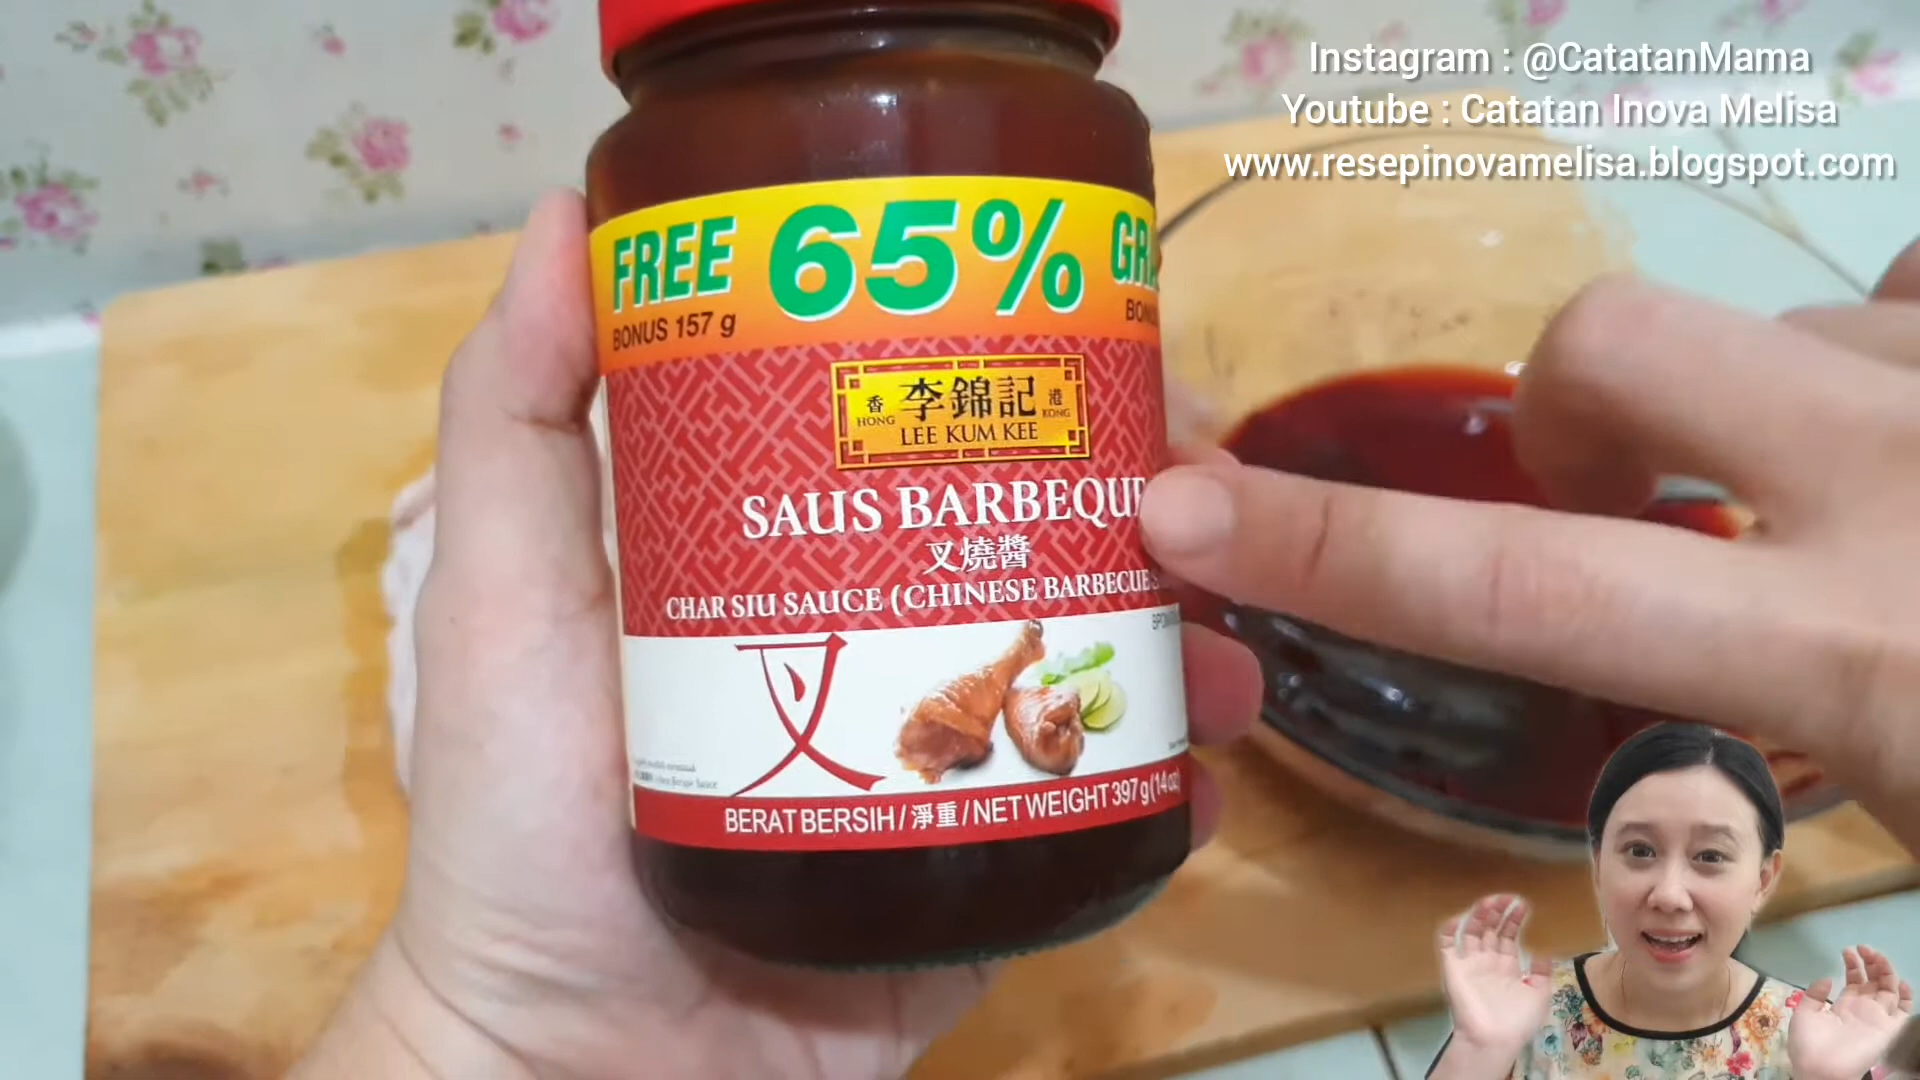 Instagram : @CatatanMama
Youtube : Catatan Inova Melisa
www.resepinovamelisa.blogspot.com
FREE 65%
BONUS 157 g
香 李錦記 港
HONG LEE KUM KEE KONG
SAUS BARBEQUE
叉燒醬
CHAR SIU SAUCE (CHINESE BARBECUE
叉
BERAT BERSIH / 淨重 / NET WEIGHT 397 g (14 oz)